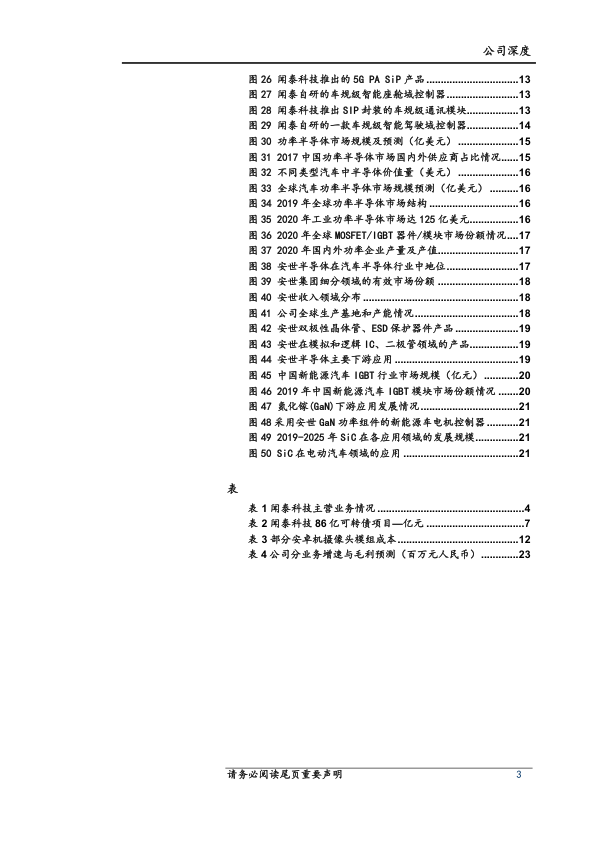 公司深度
图 26 闻泰科技推出的 5G PA SiP 产品................................13
图 27 闻泰自研的车规级智能座舱域控制器.........................13
图 28 闻泰科技推出 SIP 封装的车规级通讯模块..................13
图 29 闻泰自研的一款车规级智能驾驶域控制器..................14
图 30 功率半导体市场规模及预测（亿美元）.....................15
图 31 2017 中国功率半导体市场国内外供应商占比情况......15
图 32 不同类型汽车中半导体价值量（美元）.....................16
图 33 全球汽车功率半导体市场规模预测（亿美元）..........16
图 34 2019 年全球功率半导体市场结构...............................16
图 35 2020 年工业功率半导体市场达 125 亿美元.................16
图 36 2020 年全球 MOSFET/IGBT 器件/模块市场份额情况....17
图 37 2020 年国内外功率企业产量及产值............................17
图 38 安世半导体在汽车半导体行业中地位.........................17
图 39 安世集团细分领域的有效市场份额............................18
图 40 安世收入领域分布......................................................18
图 41 公司全球生产基地和产能情况....................................18
图 42 安世双极性晶体管、ESD 保护器件产品......................19
图 43 安世在模拟和逻辑 IC、二极管领域的产品.................19
图 44 安世半导体主要下游应用...........................................19
图 45 中国新能源汽车 IGBT 行业市场规模（亿元）............20
图 46 2019 年中国新能源汽车 IGBT 模块市场份额情况.......20
图 47 氮化镓(GaN)下游应用发展情况..................................21
图 48 采用安世 GaN 功率组件的新能源车电机控制器...........21
图 49 2019-2025 年 SiC 在各应用领域的发展规模...............21
图 50 SiC 在电动汽车领域的应用........................................21
表
表 1 闻泰科技主营业务情况...................................................4
表 2 闻泰科技 86 亿可转债项目—亿元..................................7
表 3 部分安卓机摄像头模组成本..........................................12
表 4 公司分业务增速与毛利预测（百万元人民币）.............23
请务必阅读尾页重要声明 3